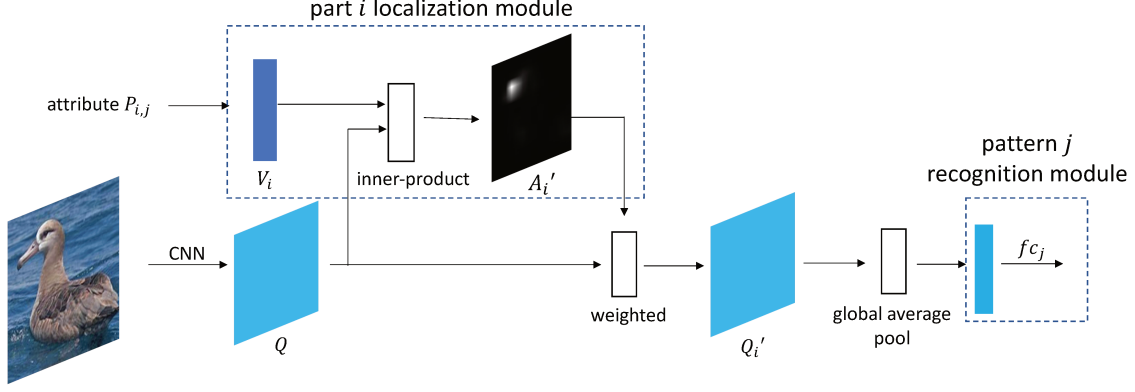 part i localization module
attribute P_{i,j}
V_i
inner-product
A_i′
pattern j
recognition module
CNN
fc_j
weighted
global average
pool
Q
Q_i′